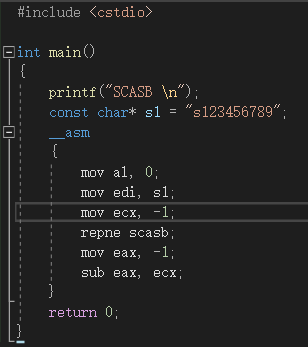 #include <cstdio>
int main()
{
printf("SCASB \n");
const char* s1 = "s123456789";
__asm
{
mov al, 0;
mov edi, s1;
mov ecx, -1;
repne scasb;
mov eax, -1;
sub eax, ecx;
}
return 0;
}